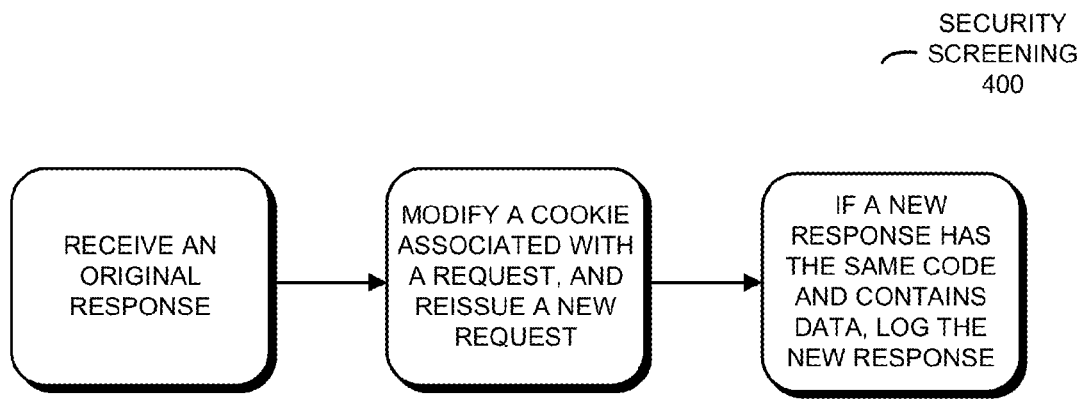 SECURITY
SCREENING
400
RECEIVE AN
ORIGINAL
RESPONSE
MODIFY A COOKIE
ASSOCIATED WITH
A REQUEST, AND
REISSUE A NEW
REQUEST
IF A NEW
RESPONSE HAS
THE SAME CODE
AND CONTAINS
DATA, LOG THE
NEW RESPONSE